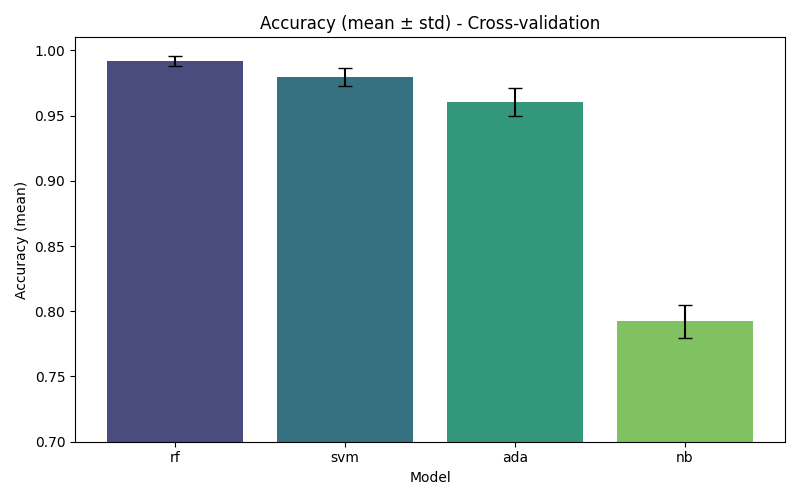 Accuracy (mean ± std) - Cross-validation
1.00
0.95
0.90
0.85
0.80
0.75
0.70
Accuracy (mean)
rf svm ada nb
Model